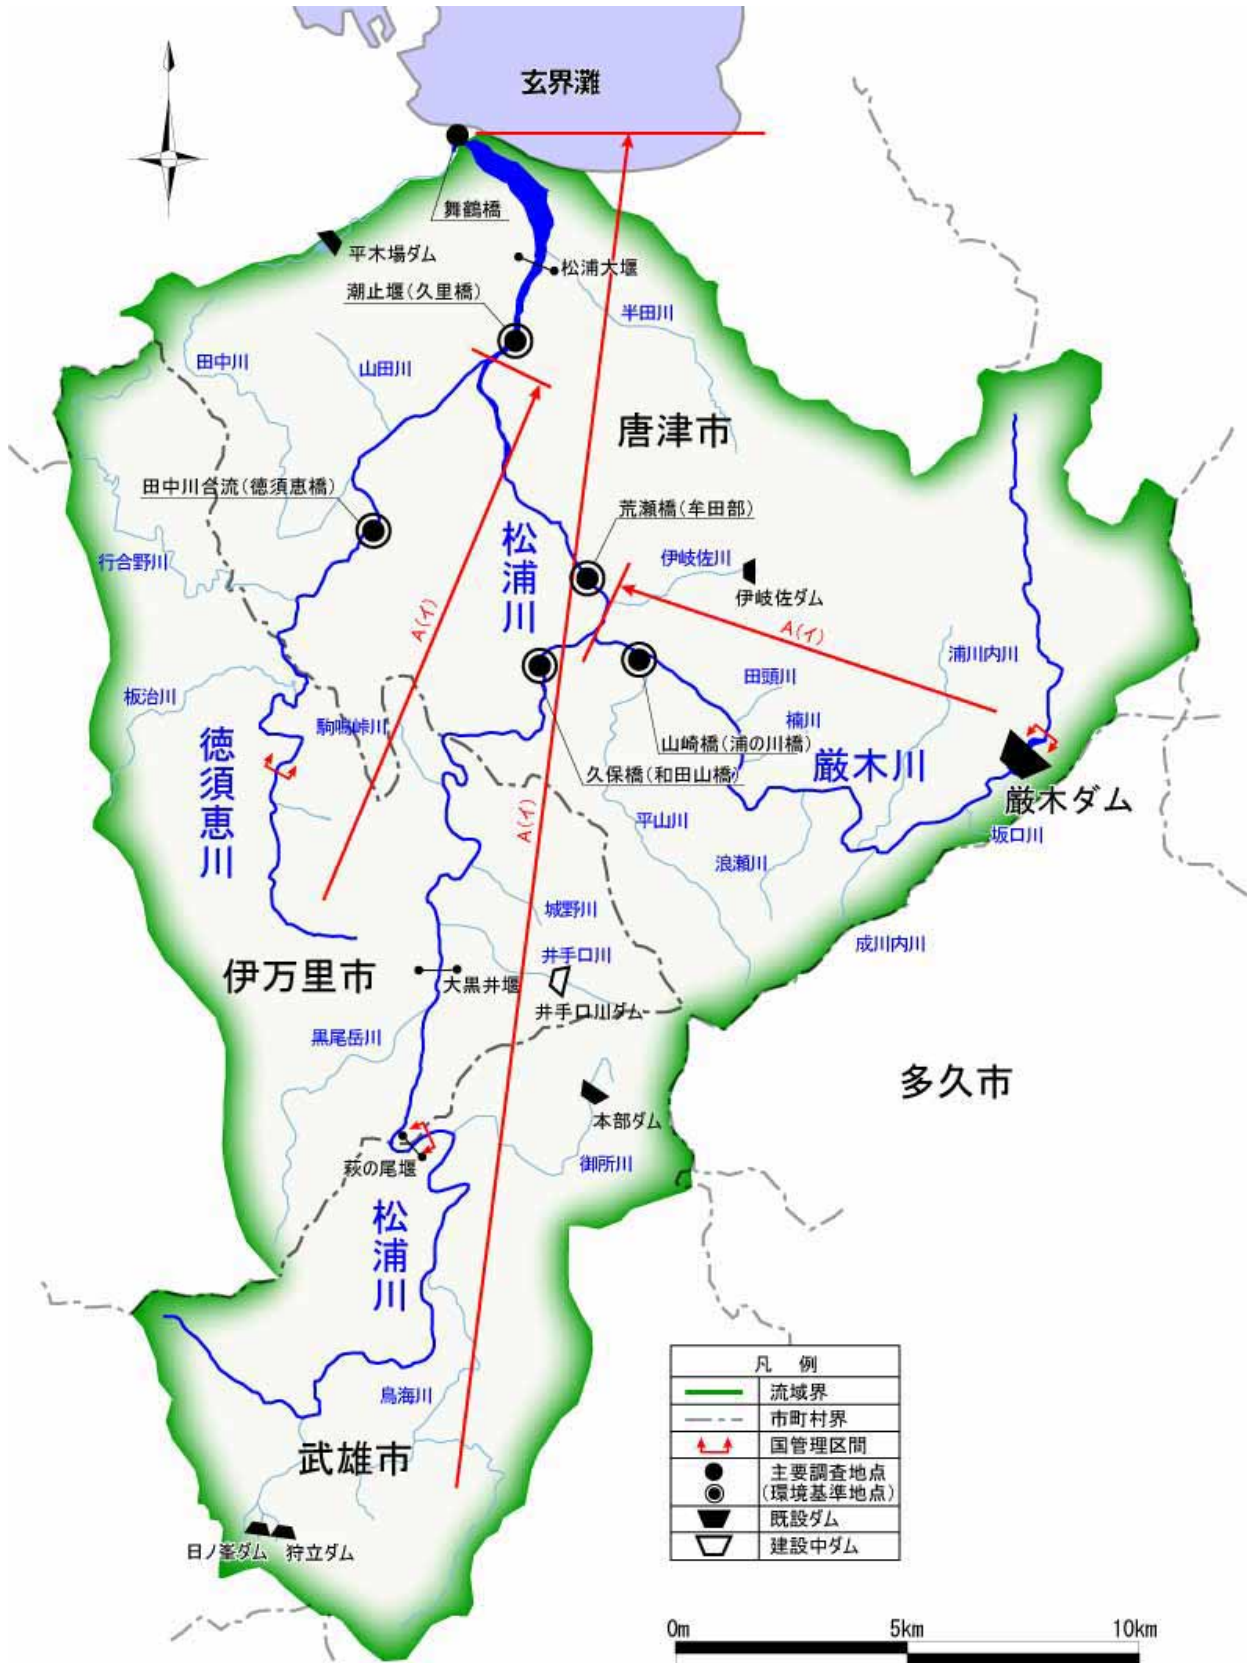 玄界灘
舞鶴橋
平木場ダム
松浦大堰
潮止堰(久里橋)
半田川
田中川
山田川
唐津市
田中川合流(徳須恵橋)
荒瀬橋(牟田部)
松浦川
行合野川
伊岐佐川
伊岐佐ダム
A(イ)
A(イ)
浦川内川
田頭川
板治川
駒鳴峠川
楠川
徳須恵川
山崎橋(浦の川橋)
厳木川
久保橋(和田山橋)
厳木ダム
A(イ)
平山川
坂口川
浪瀬川
城野川
成川内川
井手口川
伊万里市
大黒井堰
井手口川ダム
黒尾岳川
多久市
本部ダム
萩の尾堰
御所川
松浦川
鳥海川
武雄市
日ノ峯ダム
狩立ダム
凡 例
流域界
市町村界
国管理区間
主要調査地点
(環境基準地点)
既設ダム
建設中ダム
0m 5km 10km